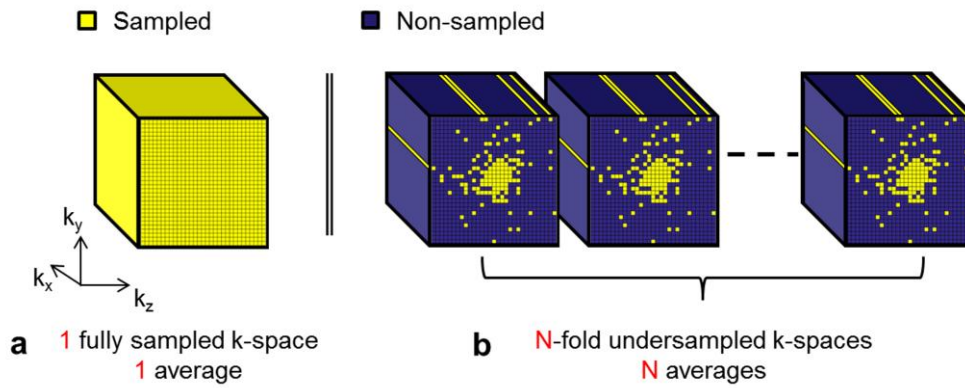 Sampled
Non-sampled
ky
kx
kz
a
1 fully sampled k-space
1 average
b
N-fold undersampled k-spaces
N averages